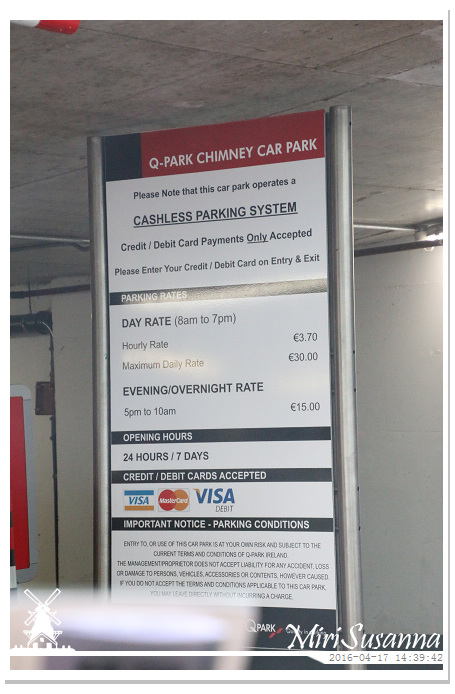 Q-PARK CHIMNEY CAR PARK
Please Note that this car park operates a
CASHLESS PARKING SYSTEM
Credit / Debit Card Payments Only Accepted
Please Enter Your Credit / Debit Card on Entry & Exit
PARKING RATES
DAY RATE (8am to 7pm)
Hourly Rate €3.70
Maximum Daily Rate €30.00
EVENING/OVERNIGHT RATE
5pm to 10am €15.00
OPENING HOURS
24 HOURS / 7 DAYS
CREDIT / DEBIT CARDS ACCEPTED
VISA MasterCard VISA
DEBIT
IMPORTANT NOTICE - PARKING CONDITIONS
ENTRY TO, OR USE OF THIS CAR PARK IS AT YOUR OWN RISK AND SUBJECT TO THE
CURRENT TERMS AND CONDITIONS OF Q-PARK IRELAND.
THE MANAGEMENT/PROPRIETOR DOES NOT ACCEPT LIABILITY FOR ANY ACCIDENT, LOSS
OR DAMAGE TO PERSONS, VEHICLES, ACCESSORIES OR CONTENTS, HOWEVER CAUSED.
IF YOU DO NOT ACCEPT THE TERMS AND CONDITIONS APPLICABLE TO THIS CAR PARK,
YOU MAY LEAVE DIRECTLY WITHOUT INCURRING A CHARGE.
Q PARK
Miri Susanna
2016-04-17 14:39:42